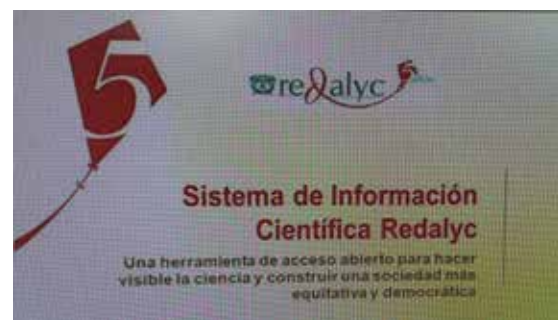 5
redalyc
Sistema de Información
Científica Redalyc
Una herramienta de acceso abierto para hacer
visible la ciencia y construir una sociedad más
equitativa y democrática